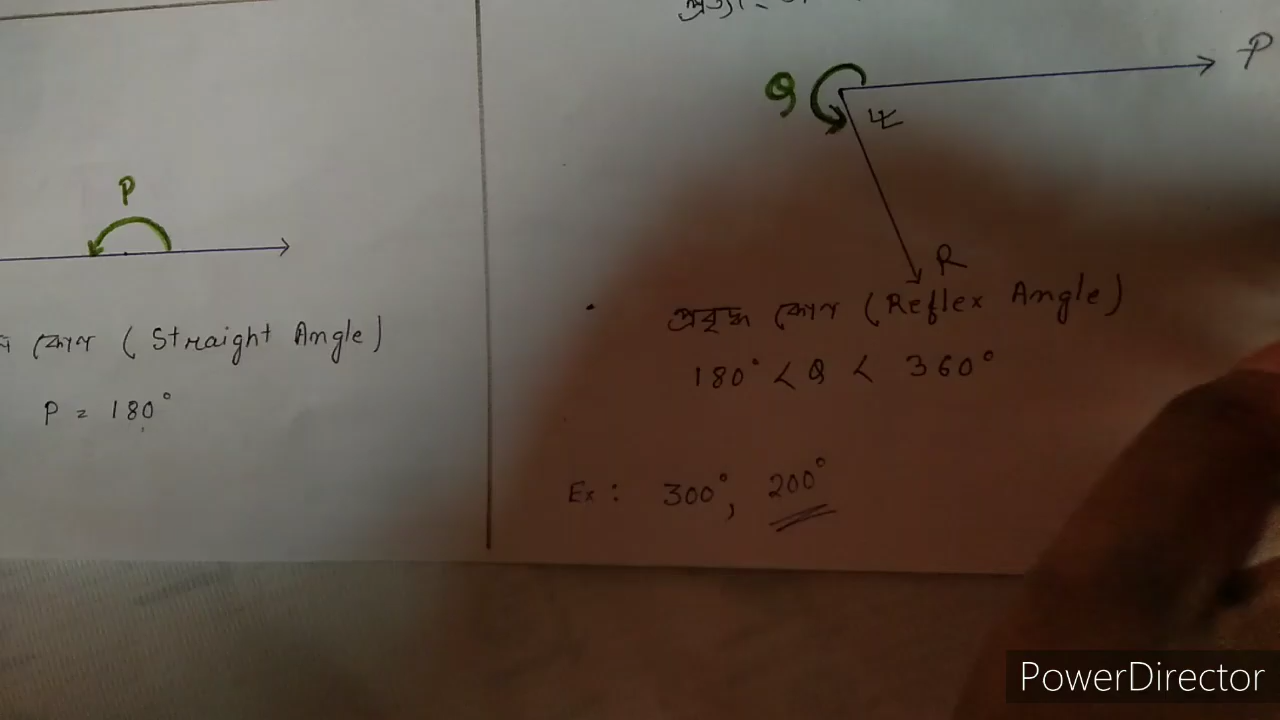 P
Q
P
R
ল কোণ (Straight Angle)
P = 180°
প্রবৃদ্ধ কোণ (Reflex Angle)
180° < Q < 360°
Ex : 300°, 200°
PowerDirector